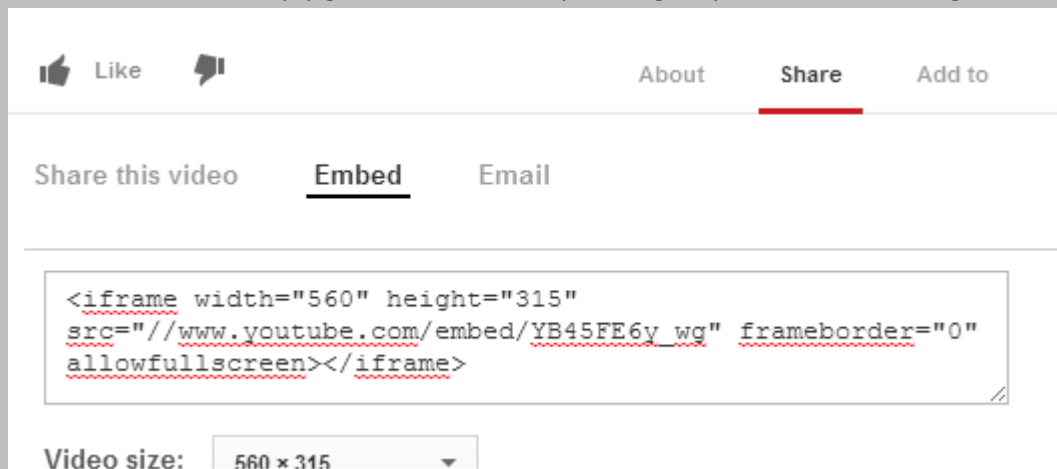 Like
About Share Add to
Share this video Embed Email
<iframe width="560" height="315"
src="//www.youtube.com/embed/YB45FE6y_wg" frameborder="0"
allowfullscreen></iframe>
Video size: 560 × 315